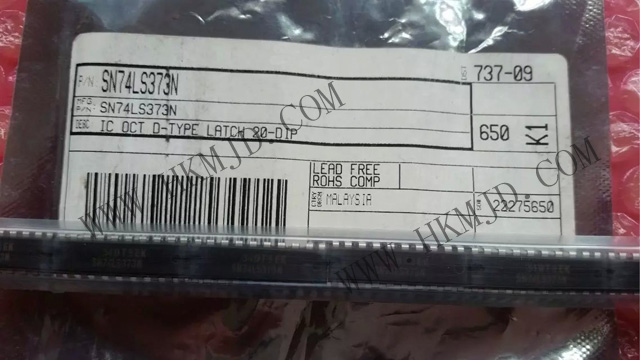 737-09
P/N: SN74LS373N
MFG. P/N: SN74LS373N
DESC: IC OCT D-TYPE LATCH 20-DIP
650
K1
LEAD FREE
ROHS COMP
MALAYSIA
23275650
WWW.HKMJD.COM
WWW.HKMJD.COM